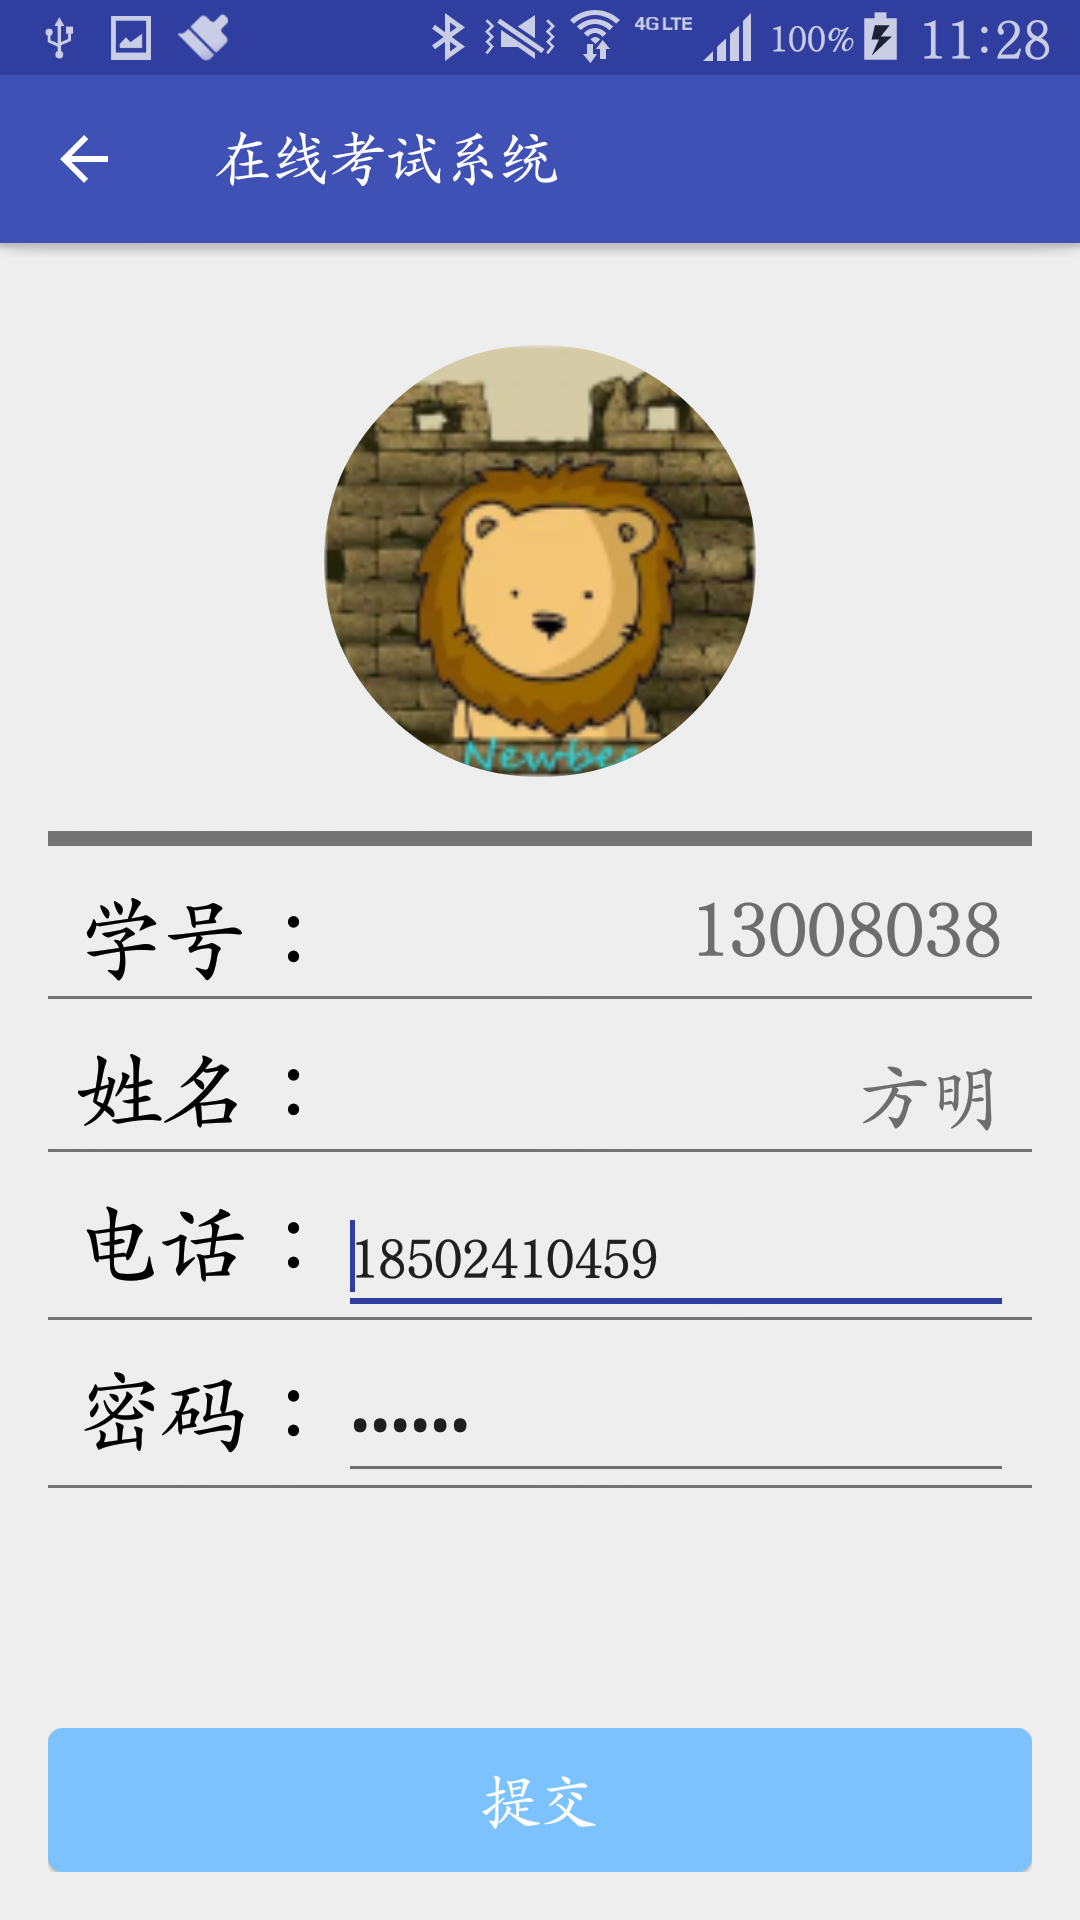 4G LTE 100% 11:28
在线考试系统
Newbee
学号： 13008038
姓名： 方明
电话： 18502410459
密码： ••••••
提交